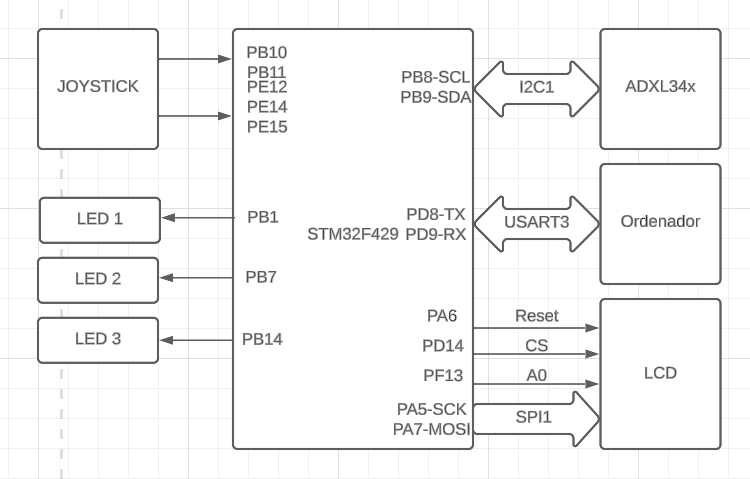 JOYSTICK
PB10
PB11
PE12
PE14
PE15
PB8-SCL
PB9-SDA
I2C1
ADXL34x
LED 1
PB1
PD8-TX
STM32F429 PD9-RX
USART3
Ordenador
LED 2
PB7
LED 3
PB14
PA6
Reset
PD14
CS
PF13
A0
LCD
PA5-SCK
PA7-MOSI
SPI1